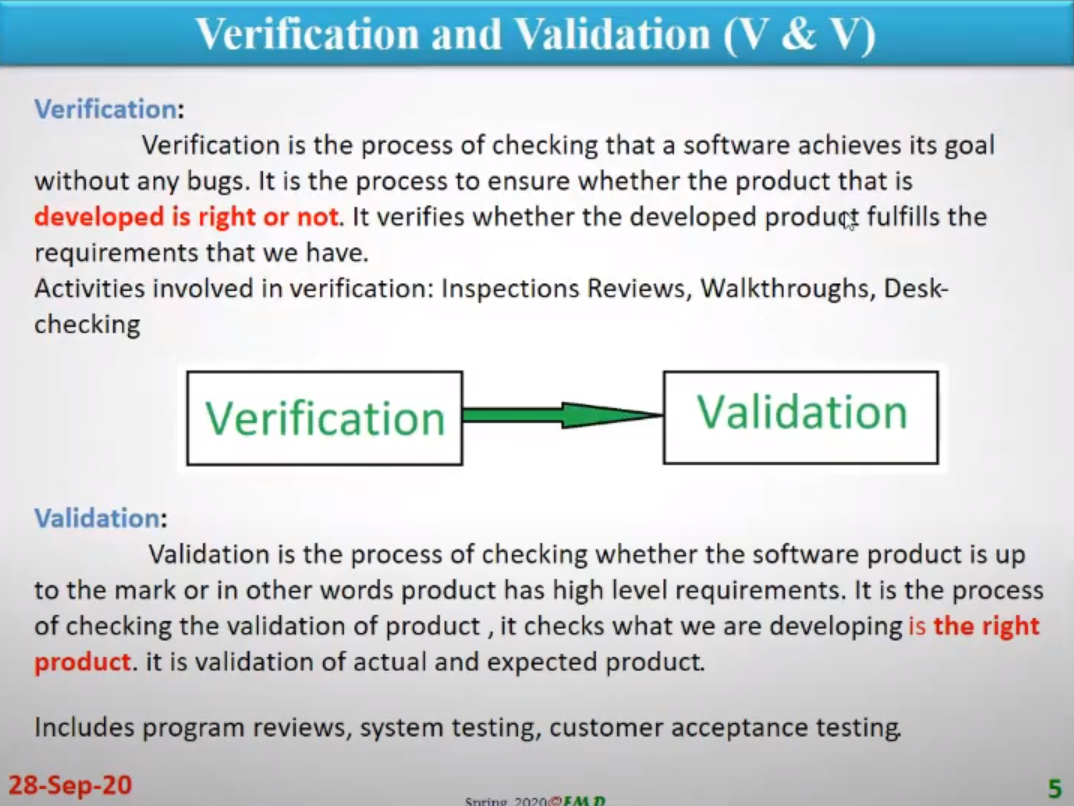 Verification and Validation (V & V)
Verification:
Verification is the process of checking that a software achieves its goal
without any bugs. It is the process to ensure whether the product that is
developed is right or not. It verifies whether the developed product fulfills the
requirements that we have.
Activities involved in verification: Inspections Reviews, Walkthroughs, Desk-
checking
Verification
Validation
Validation:
Validation is the process of checking whether the software product is up
to the mark or in other words product has high level requirements. It is the process
of checking the validation of product , it checks what we are developing is the right
product. it is validation of actual and expected product.
Includes program reviews, system testing, customer acceptance testing.
28-Sep-20
Spring 2020©FMD
5